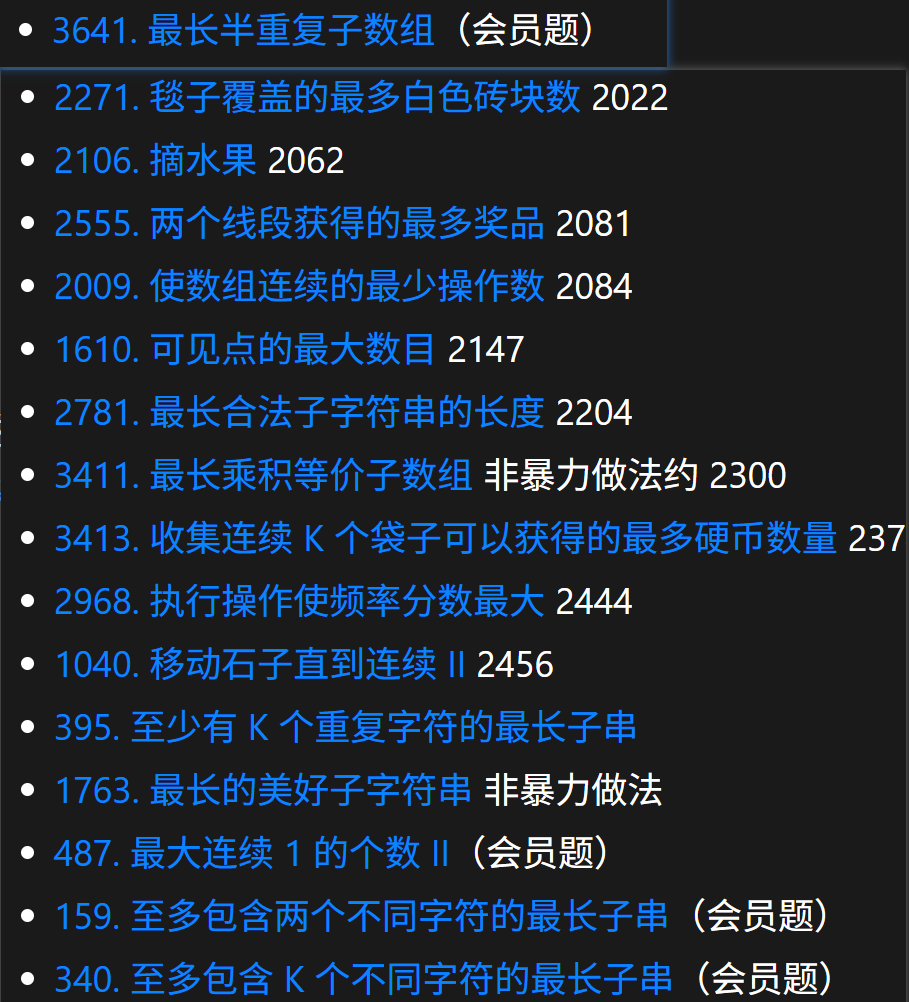 3641. 最长半重复子数组（会员题）
2271. 毯子覆盖的最多白色砖块数 2022
2106. 摘水果 2062
2555. 两个线段获得的最多奖品 2081
2009. 使数组连续的最少操作数 2084
1610. 可见点的最大数目 2147
2781. 最长合法子字符串的长度 2204
3411. 最长乘积等价子数组 非暴力做法约 2300
3413. 收集连续 K 个袋子可以获得的最多硬币数量 237
2968. 执行操作使频率分数最大 2444
1040. 移动石子直到连续 II 2456
395. 至少有 K 个重复字符的最长子串
1763. 最长的美好子字符串 非暴力做法
487. 最大连续 1 的个数 II（会员题）
159. 至多包含两个不同字符的最长子串（会员题）
340. 至多包含 K 个不同字符的最长子串（会员题）